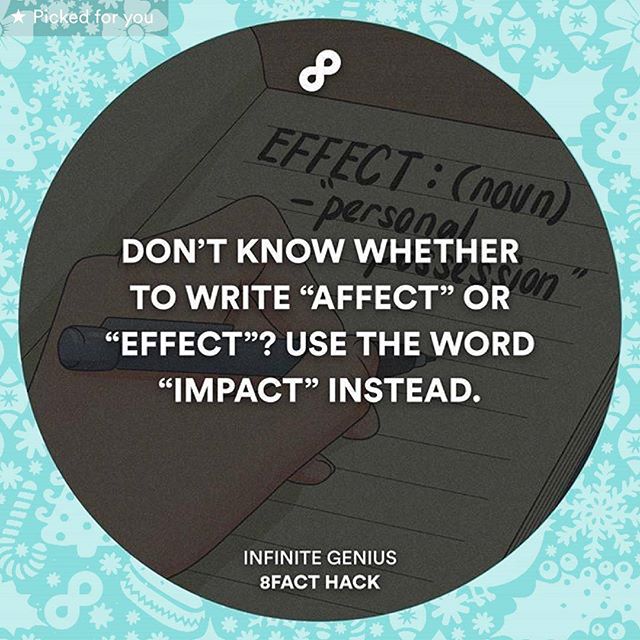 ★ Picked for you
EFFECT: (noun)
- "personal
possession"
DON'T KNOW WHETHER
TO WRITE “AFFECT” OR
“EFFECT”? USE THE WORD
“IMPACT” INSTEAD.
INFINITE GENIUS
8FACT HACK